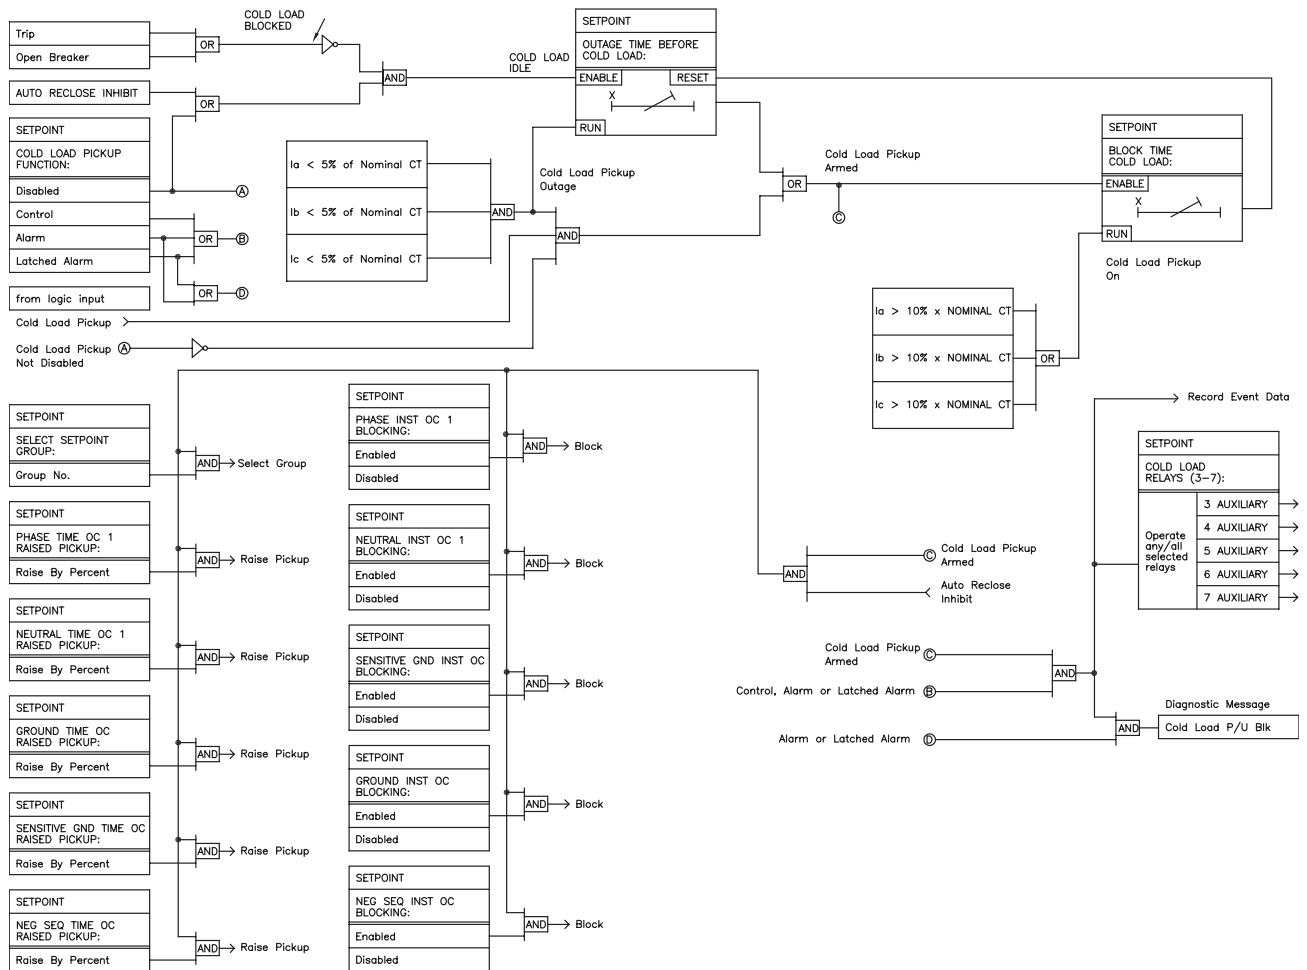 Trip
Open Breaker
OR
COLD LOAD
BLOCKED
AUTO RECLOSE INHIBIT
OR
AND
COLD LOAD
IDLE
SETPOINT
OUTAGE TIME BEFORE
COLD LOAD:
ENABLE
RESET
X
RUN
SETPOINT
COLD LOAD PICKUP
FUNCTION:
Disabled
Control
Alarm
Latched Alarm
A
OR
B
OR
D
from logic input
Cold Load Pickup
Cold Load Pickup
Not Disabled
A
Ia < 5% of Nominal CT
Ib < 5% of Nominal CT
Ic < 5% of Nominal CT
AND
Cold Load Pickup
Outage
AND
OR
Cold Load Pickup
Armed
C
SETPOINT
BLOCK TIME
COLD LOAD:
ENABLE
X
RUN
Cold Load Pickup
On
Ia > 10% x NOMINAL CT
Ib > 10% x NOMINAL CT
Ic > 10% x NOMINAL CT
OR
SETPOINT
SELECT SETPOINT
GROUP:
Group No.
AND
Select Group
SETPOINT
PHASE TIME OC 1
RAISED PICKUP:
Raise By Percent
AND
Raise Pickup
SETPOINT
NEUTRAL TIME OC 1
RAISED PICKUP:
Raise By Percent
AND
Raise Pickup
SETPOINT
GROUND TIME OC
RAISED PICKUP:
Raise By Percent
AND
Raise Pickup
SETPOINT
SENSITIVE GND TIME OC
RAISED PICKUP:
Raise By Percent
AND
Raise Pickup
SETPOINT
NEG SEQ TIME OC
RAISED PICKUP:
Raise By Percent
AND
Raise Pickup
SETPOINT
PHASE INST OC 1
BLOCKING:
Enabled
Disabled
AND
Block
SETPOINT
NEUTRAL INST OC 1
BLOCKING:
Enabled
Disabled
AND
Block
SETPOINT
SENSITIVE GND INST OC
BLOCKING:
Enabled
Disabled
AND
Block
SETPOINT
GROUND INST OC
BLOCKING:
Enabled
Disabled
AND
Block
SETPOINT
NEG SEQ INST OC
BLOCKING:
Enabled
Disabled
AND
Block
AND
C
Cold Load Pickup
Armed
Auto Reclose
Inhibit
Cold Load Pickup
Armed
C
Control, Alarm or Latched Alarm
B
AND
Alarm or Latched Alarm
D
AND
Record Event Data
SETPOINT
COLD LOAD
RELAYS (3-7):
Operate
any/all
selected
relays
3 AUXILIARY
4 AUXILIARY
5 AUXILIARY
6 AUXILIARY
7 AUXILIARY
Diagnostic Message
Cold Load P/U Blk